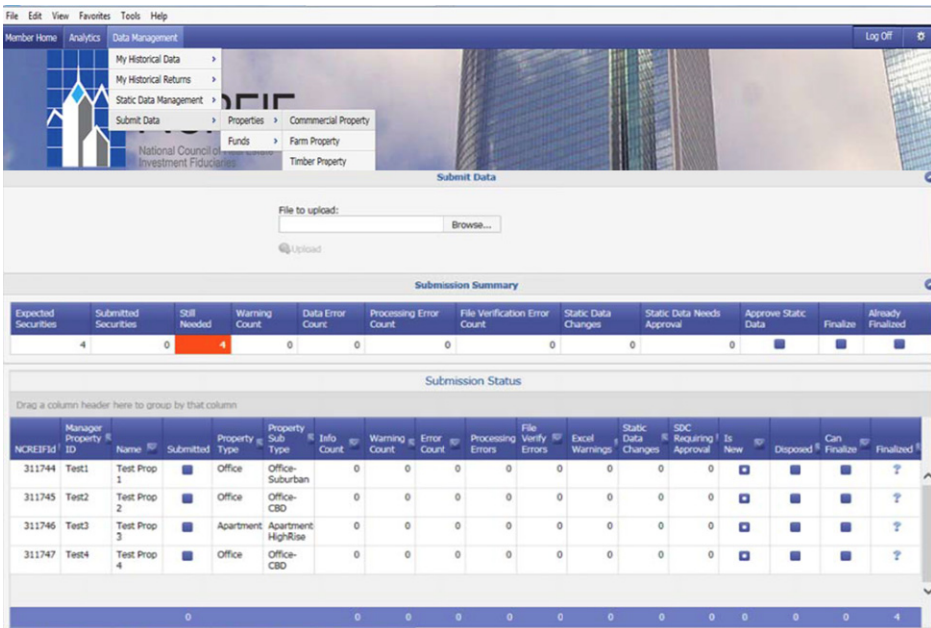 File Edit View Favorites Tools Help
Member Home Analytics Data Management Log Off
My Historical Data
My Historical Returns
Static Data Management
Submit Data Properties Commmercial Property
Funds Farm Property
Timber Property
National Council of Real Estate
Investment Fiduciaries
Submit Data
File to upload:
Browse...
Upload
Submission Summary
Expected Securities Submitted Securities Still Needed Warning Count Data Error Count Processing Error Count File Verification Error Count Static Data Changes Static Data Needs Approval Approve Static Data Finalize Already Finalized
4 0 4 0 0 0 0 0 0
Submission Status
Drag a column header here to group by that column
NCREIFId Manager Property ID Name Submitted Property Type Property Sub Type Info Count Warning Count Error Count Processing Errors File Verify Errors Excel Warnings Static Data Changes SDC Requiring Approval Is New Disposed Can Finalize Finalized
311744 Test1 Test Prop 1 Office Office-Suburban 0 0 0 0 0 0 0 0 ?
311745 Test2 Test Prop 2 Office Office-CBD 0 0 0 0 0 0 0 0 ?
311746 Test3 Test Prop 3 Apartment Apartment HighRise 0 0 0 0 0 0 0 0 ?
311747 Test4 Test Prop 4 Office Office-CBD 0 0 0 0 0 0 0 0 ?
0 0 0 0 0 0 0 0 0 0 0 0 4